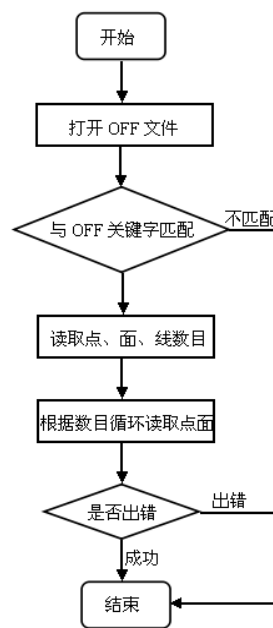 开始
打开 OFF 文件
与 OFF 关键字匹配
不匹配
读取点、面、线数目
根据数目循环读取点面
是否出错
出错
成功
结束